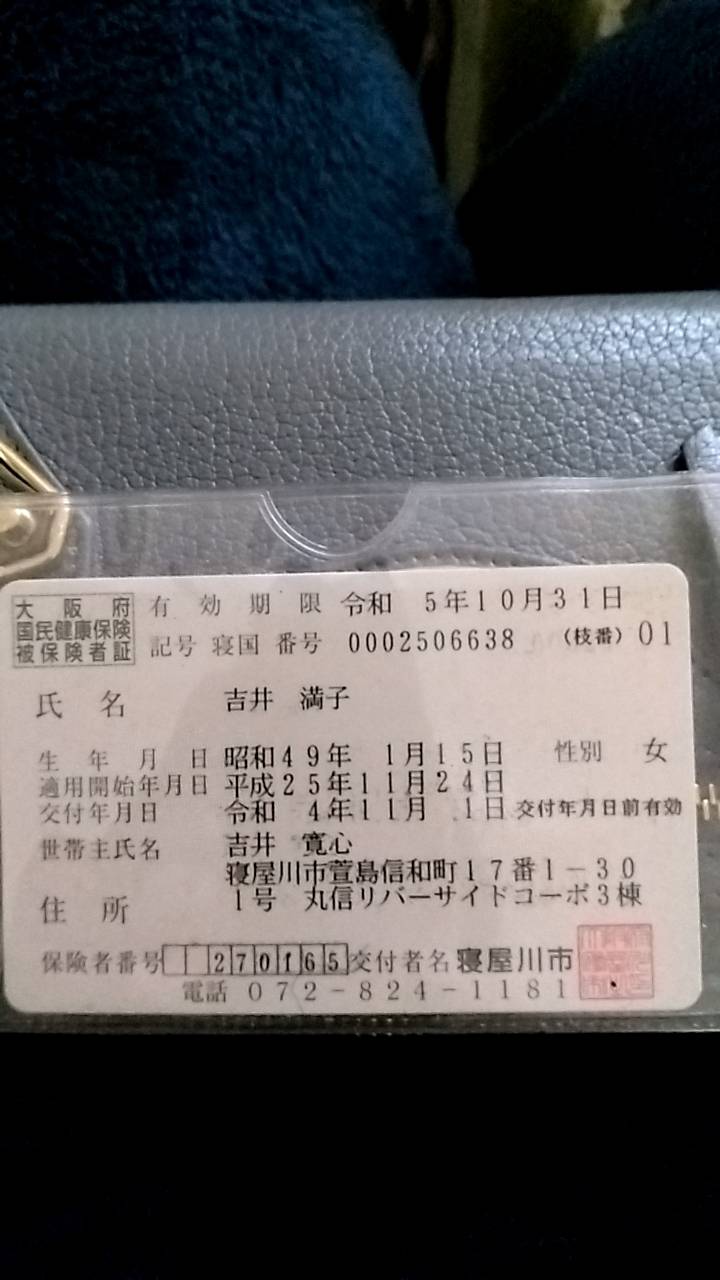 大阪府
国民健康保険
被保険者証
有効期限 令和 5年10月31日
記号 寝国 番号 0002506638 (枝番) 01
氏名 吉井 満子
生年月日 昭和49年 1月15日 性別 女
適用開始年月日 平成25年11月24日
交付年月日 令和 4年11月 1日 交付年月日前有効
世帯主氏名 吉井 寛心
住所 寝屋川市萱島信和町17番1-30
1号 丸信リバーサイドコーポ3棟
保険者番号 270165 交付者名 寝屋川市
電話 072-824-1181